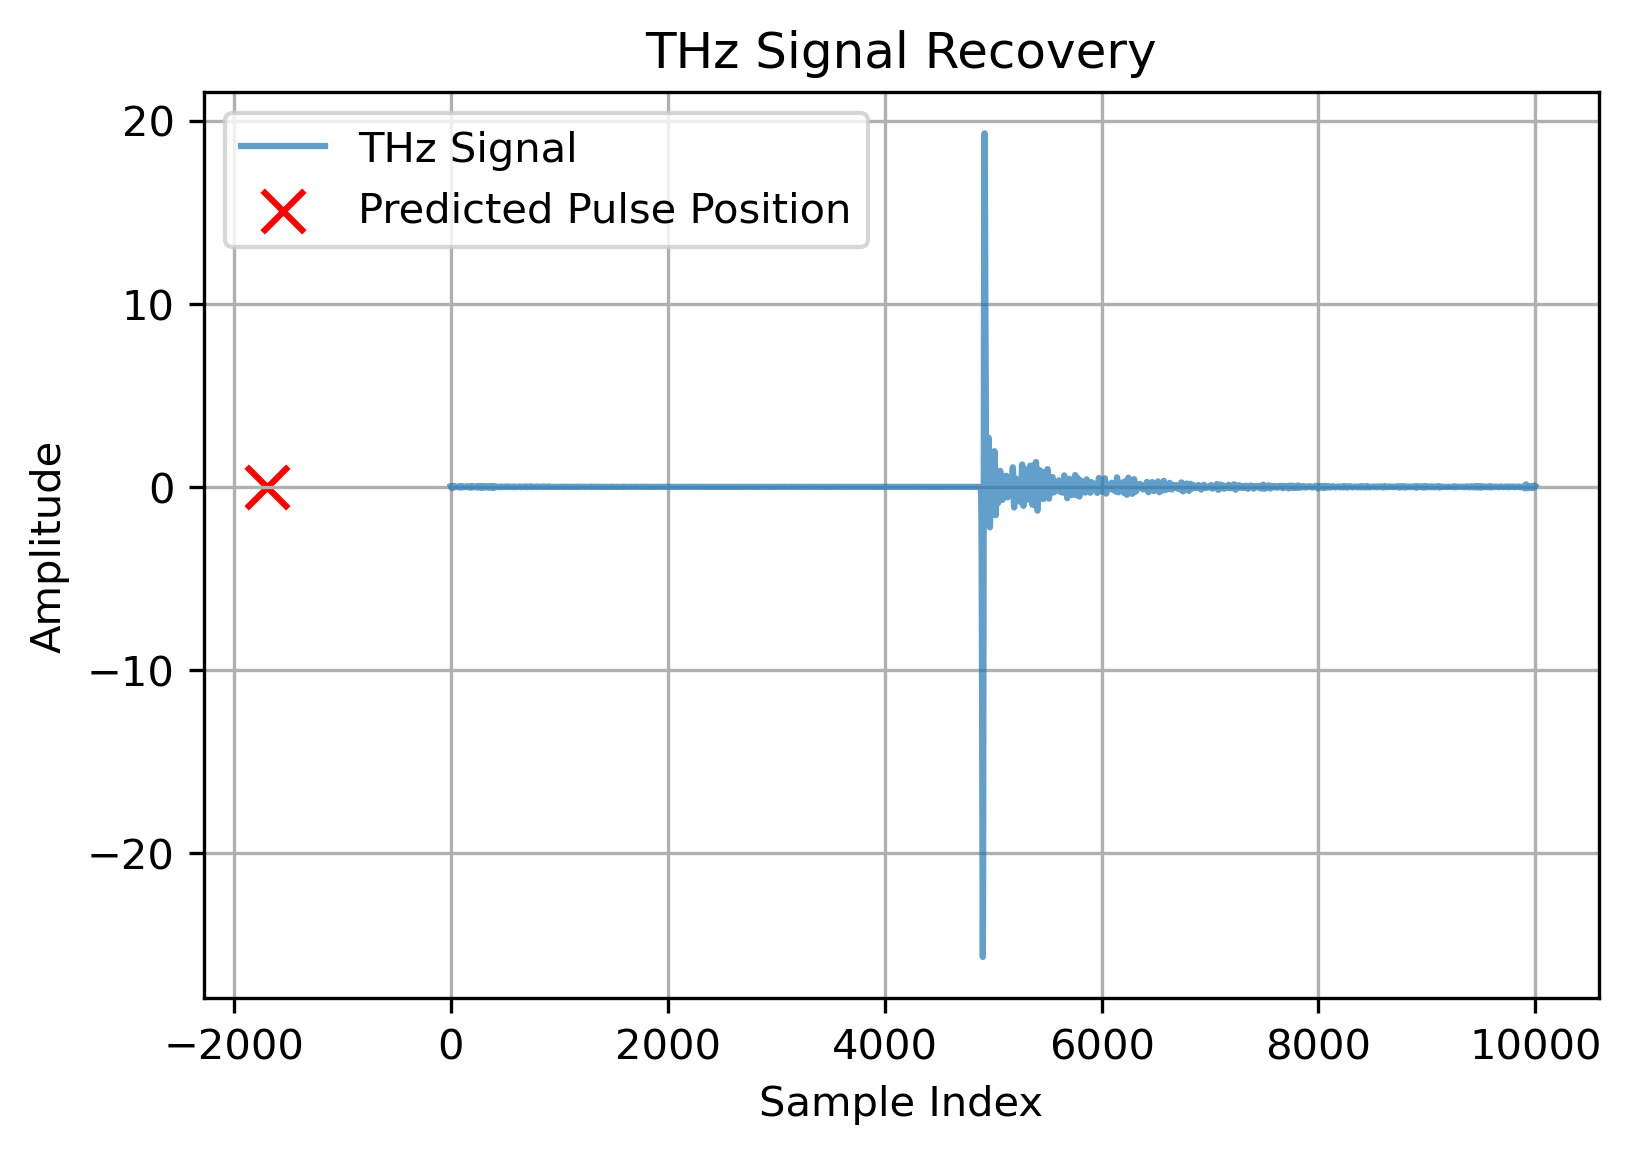 THz Signal Recovery
THz Signal
Predicted Pulse Position
20
10
0
−10
−20
Amplitude
−2000 0 2000 4000 6000 8000 10000
Sample Index